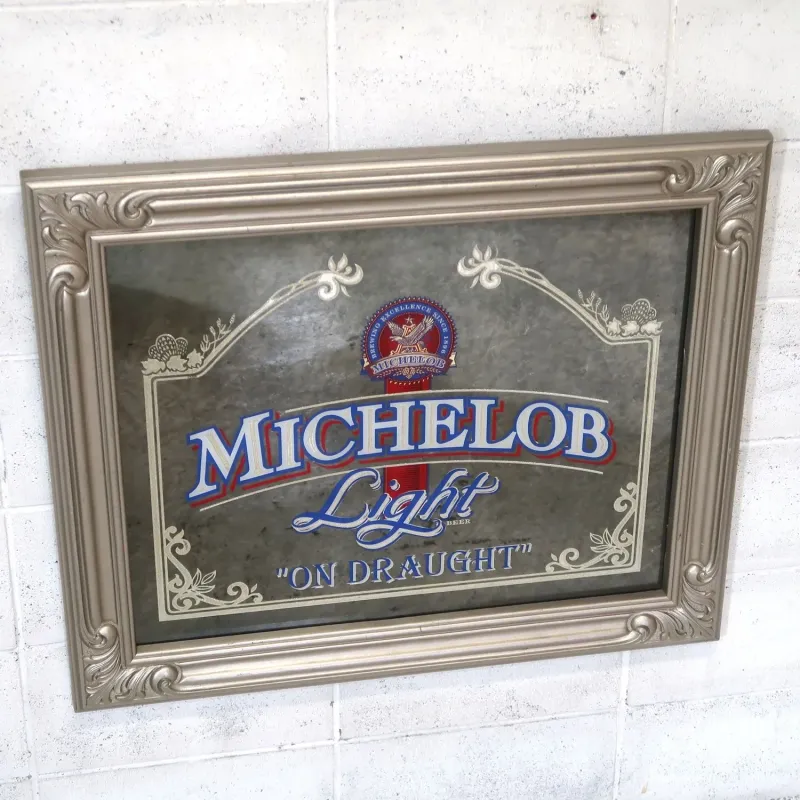 BREWING EXCELLENCE SINCE 1896
MICHELOB
MICHELOB
Light
BEER
"ON DRAUGHT"